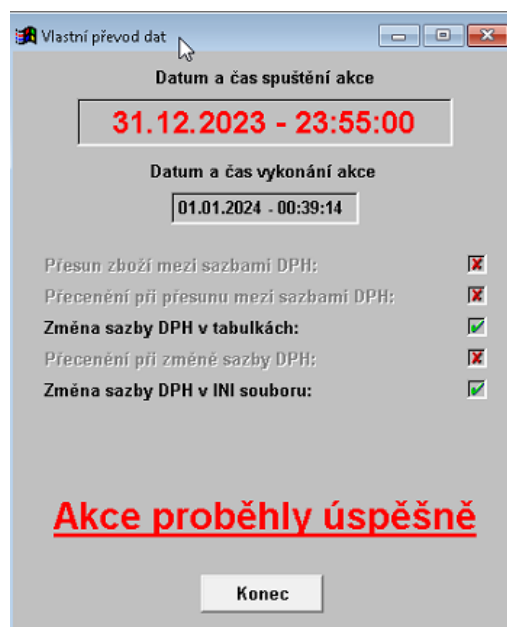 Vlastní převod dat
Datum a čas spuštění akce
31.12.2023 - 23:55:00
Datum a čas vykonání akce
01.01.2024 - 00:39:14
Přesun zboží mezi sazbami DPH:
Přecenění při přesunu mezi sazbami DPH:
Změna sazby DPH v tabulkách:
Přecenění při změně sazby DPH:
Změna sazby DPH v INI souboru:
Akce proběhly úspěšně
Konec